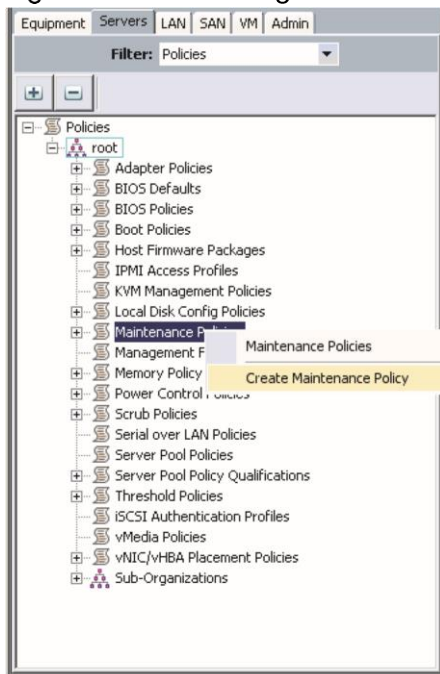 Equipment Servers LAN SAN VM Admin
Filter: Policies
Policies
root
Adapter Policies
BIOS Defaults
BIOS Policies
Boot Policies
Host Firmware Packages
IPMI Access Profiles
KVM Management Policies
Local Disk Config Policies
Maintenance
Maintenance Policies
Management F
Create Maintenance Policy
Memory Policy
Power Control
Scrub Policies
Serial over LAN Policies
Server Pool Policies
Server Pool Policy Qualifications
Threshold Policies
iSCSI Authentication Profiles
vMedia Policies
vNIC/vHBA Placement Policies
Sub-Organizations